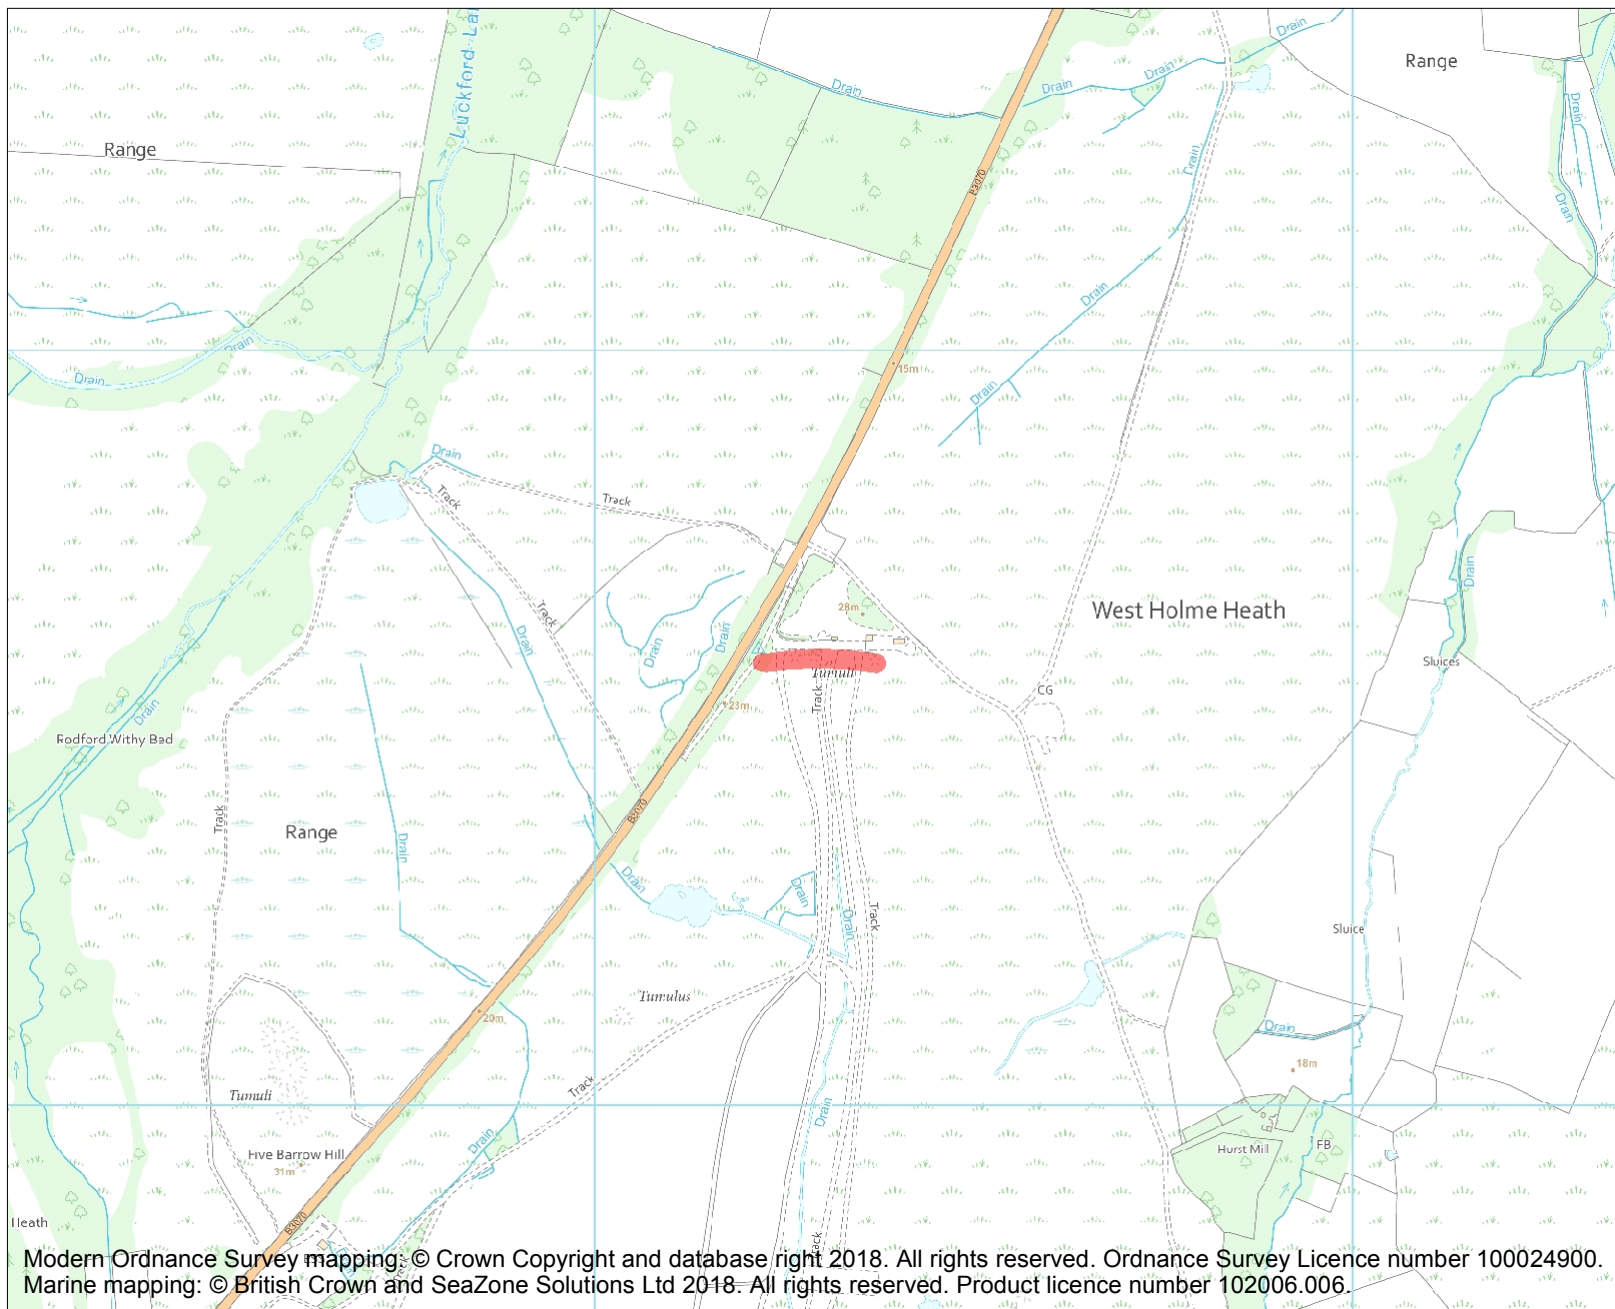 Luckford La
Drain
Range
Drain
Drain
Drain
Range
Drain
B3070
Drain
Drain
Drain
Drain
Drain
15m
Drain
Drain
Track
Track
28m
Track
Drain
Drain
Drain
West Holme Heath
Drain
Sluices
Tumuli
Track
CG
23m
Drain
Rodford Withy Bed
Track
B3070
Range
Drain
Drain
Drain
Drain
Track
Sluice
Tumulus
20m
Drain
18m
Track
Tumuli
Drain
Drain
Five Barrow Hill
31m
Hurst Mill
FB
Heath
B3070
Track
Modern Ordnance Survey mapping: © Crown Copyright and database right 2018. All rights reserved. Ordnance Survey Licence number 100024900.
Marine mapping: © British Crown and SeaZone Solutions Ltd 2018. All rights reserved. Product licence number 102006.006.